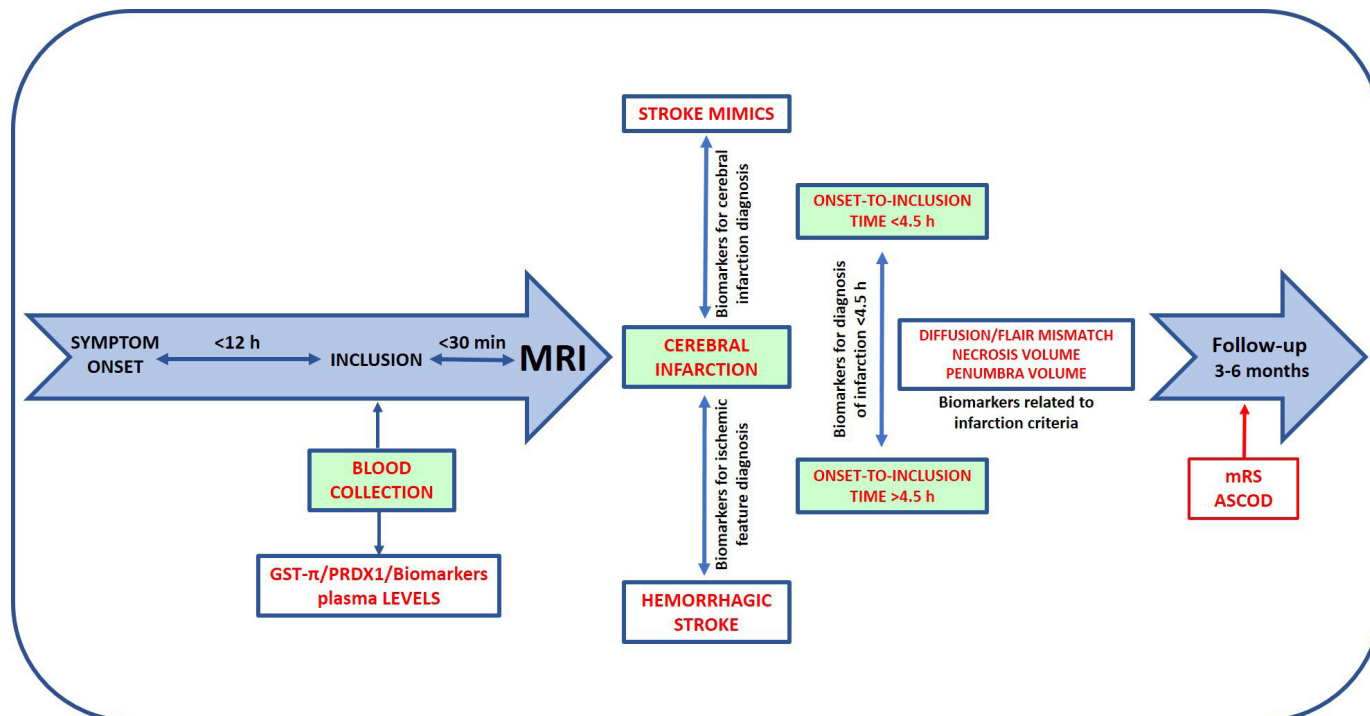 STROKE MIMICS
Biomarkers for cerebral
infarction diagnosis
ONSET-TO-INCLUSION
TIME <4.5 h
SYMPTOM
ONSET
<12 h
INCLUSION
<30 min
MRI
CEREBRAL
INFARCTION
Biomarkers for diagnosis
of infarction <4.5 h
DIFFUSION/FLAIR MISMATCH
NECROSIS VOLUME
PENUMBRA VOLUME
Biomarkers related to
infarction criteria
Follow-up
3-6 months
BLOOD
COLLECTION
Biomarkers for ischemic
feature diagnosis
ONSET-TO-INCLUSION
TIME >4.5 h
mRS
ASCOD
GST-π/PRDX1/Biomarkers
plasma LEVELS
HEMORRHAGIC
STROKE